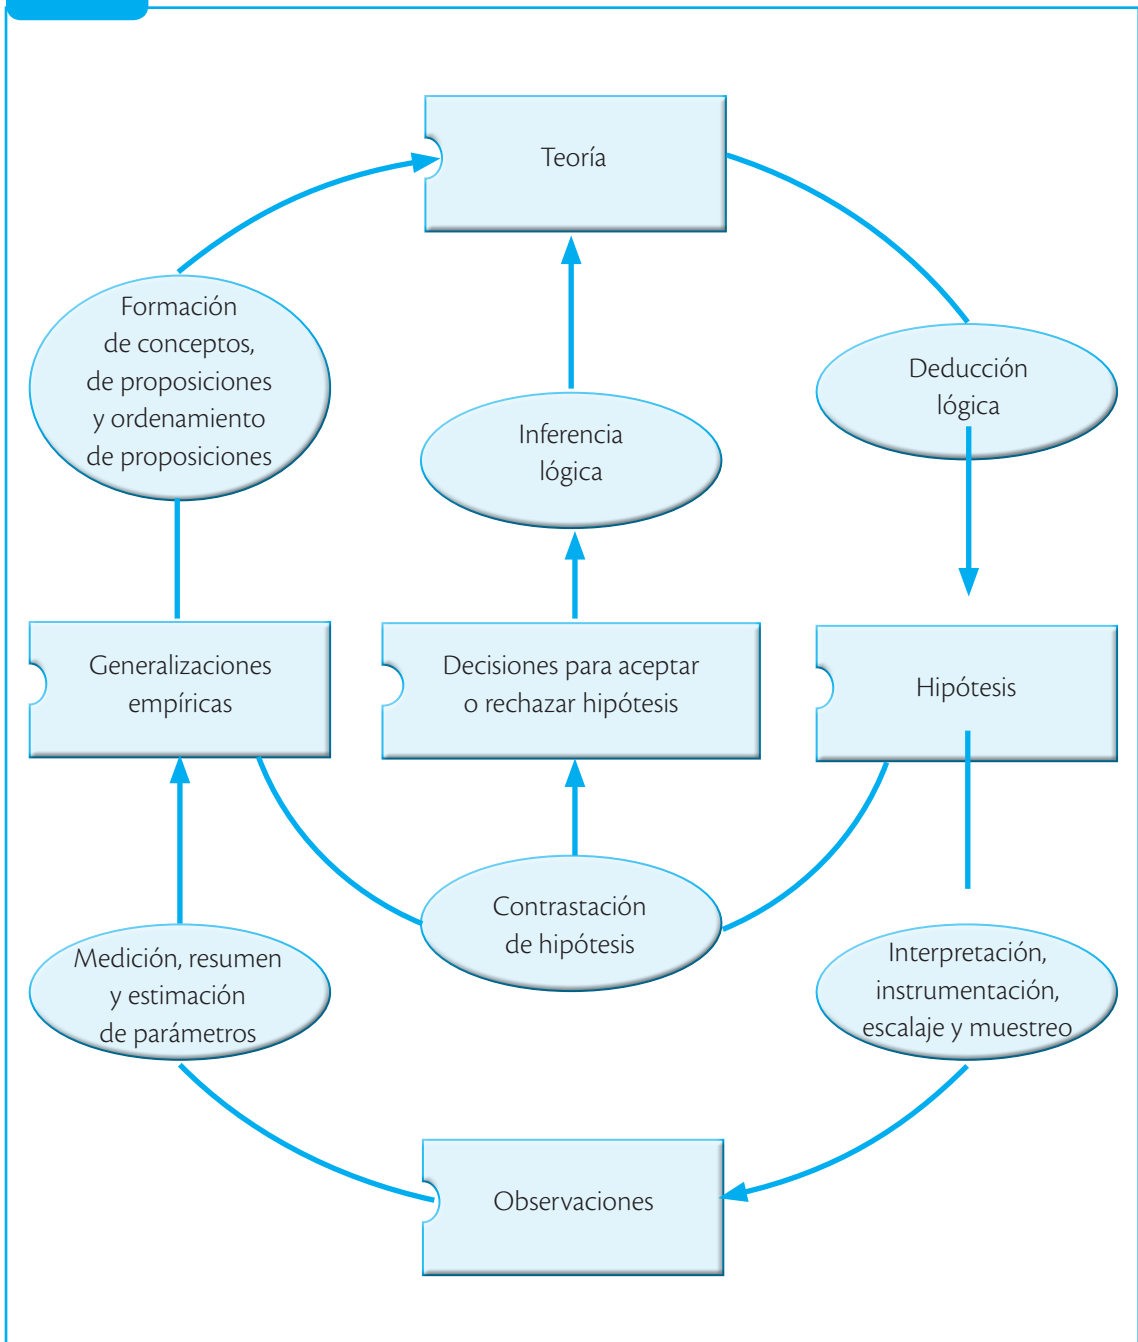 Teoría
Formación
de conceptos,
de proposiciones
y ordenamiento
de proposiciones
Inferencia
lógica
Deducción
lógica
Generalizaciones
empíricas
Decisiones para aceptar
o rechazar hipótesis
Hipótesis
Medición, resumen
y estimación
de parámetros
Contrastación
de hipótesis
Interpretación,
instrumentación,
escalaje y muestreo
Observaciones